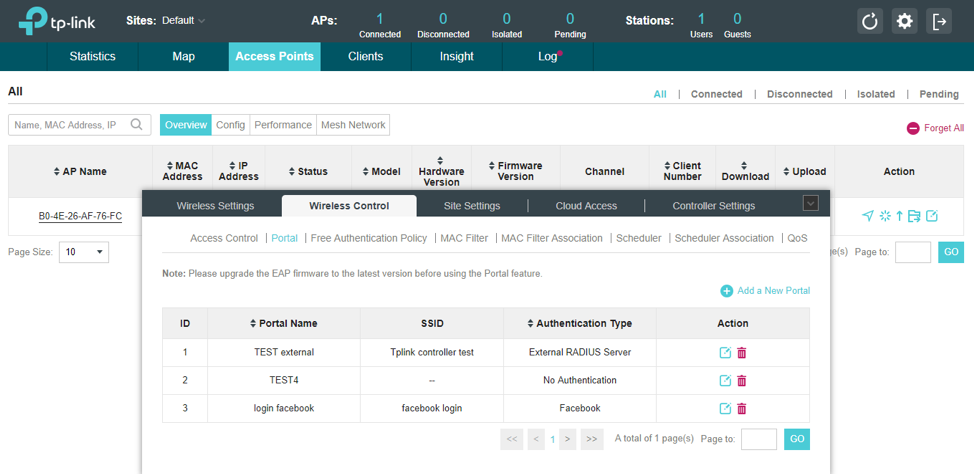 tp-link
Sites: Default
APs: 1 0 0 0 Stations: 1 0
Connected Disconnected Isolated Pending Users Guests
Statistics Map Access Points Clients Insight Log
All
All | Connected | Disconnected | Isolated | Pending
Name, MAC Address, IP Overview Config Performance Mesh Network
Forget All
AP Name MAC Address IP Address Status Model Hardware Version Firmware Version Channel Client Number Download Upload Action
B0-4E-26-AF-76-FC
Page Size: 10
ge(s) Page to: GO
Wireless Settings Wireless Control Site Settings Cloud Access Controller Settings
Access Control | Portal | Free Authentication Policy | MAC Filter | MAC Filter Association | Scheduler | Scheduler Association | QoS
Note: Please upgrade the EAP firmware to the latest version before using the Portal feature.
Add a New Portal
ID Portal Name SSID Authentication Type Action
1 TEST external Tplink controller test External RADIUS Server
2 TEST4 -- No Authentication
3 login facebook facebook login Facebook
<< < 1 > >> A total of 1 page(s) Page to: GO